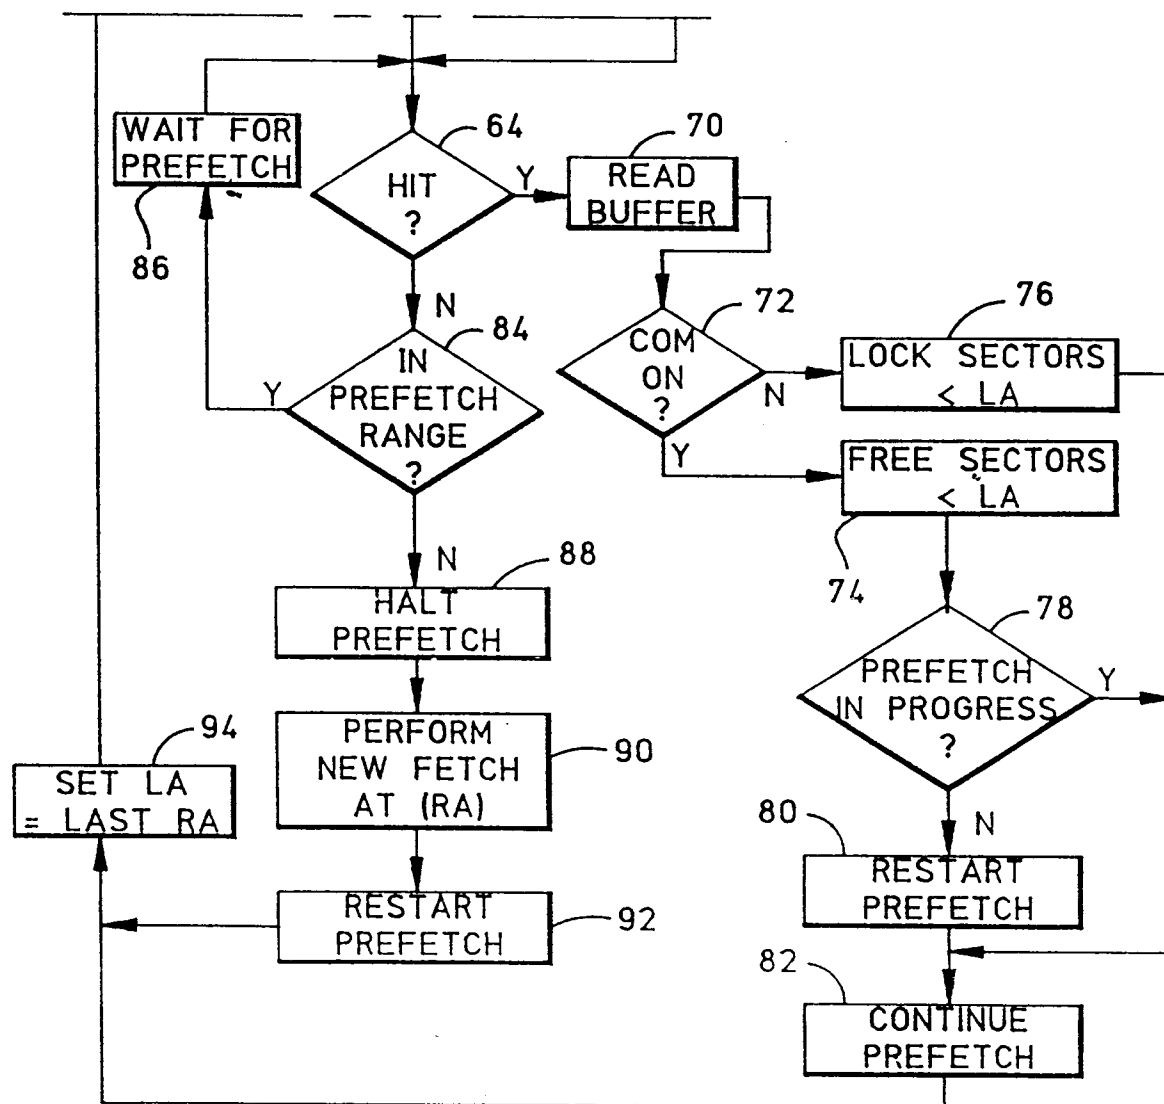 64
70
WAIT FOR
PREFETCH
86
HIT
?
Y
READ
BUFFER
N
84
72
76
IN
PREFETCH
RANGE
?
Y
COM
ON
?
N
Y
LOCK SECTORS
< LA
FREE SECTORS
< LA
74
N
88
HALT
PREFETCH
78
PREFETCH
IN PROGRESS
?
Y
94
SET LA
= LAST RA
PERFORM
NEW FETCH
AT (RA)
90
N
80
RESTART
PREFETCH
RESTART
PREFETCH
92
82
CONTINUE
PREFETCH